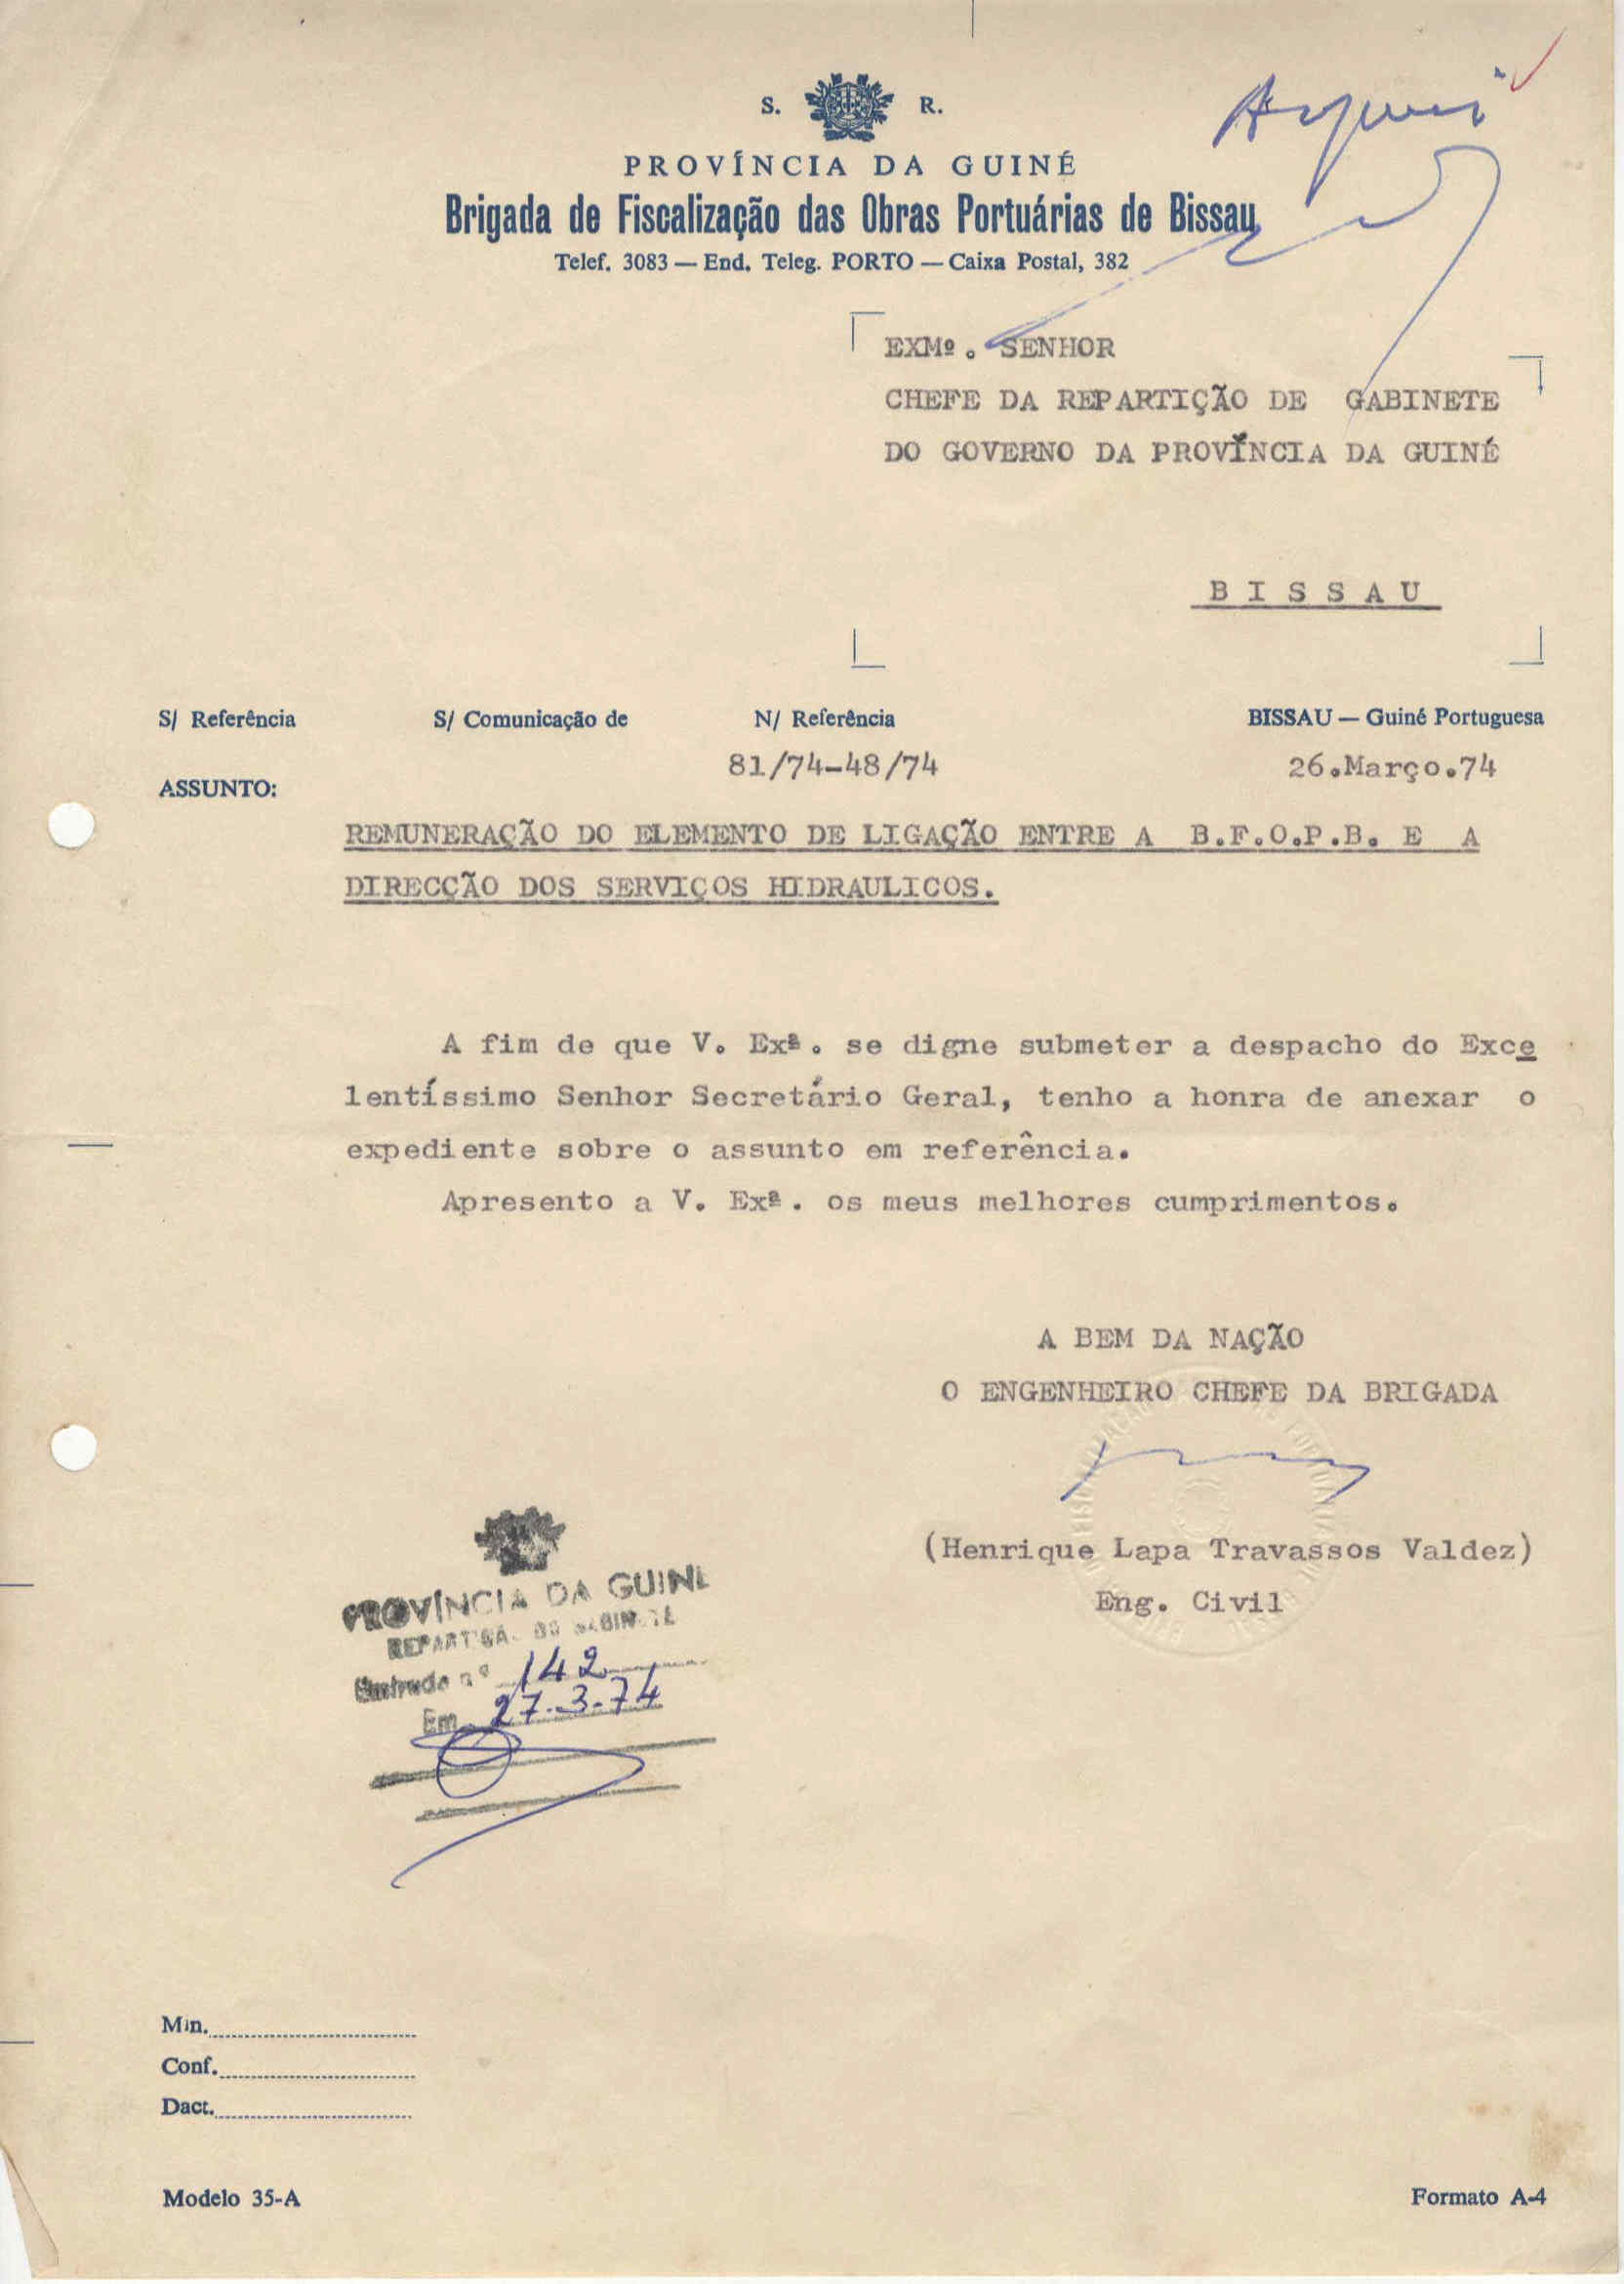 S. R.
PROVÍNCIA DA GUINÉ
Brigada de Fiscalização das Obras Portuárias de Bissau
Telef. 3083 — End. Teleg. PORTO — Caixa Postal, 382
EXMº. SENHOR
CHEFE DA REPARTIÇÃO DE GABINETE
DO GOVERNO DA PROVÍNCIA DA GUINÉ
B I S S A U
S/ Referência S/ Comunicação de N/ Referência BISSAU — Guiné Portuguesa
81/74-48/74 26.Março.74
ASSUNTO:
REMUNERAÇÃO DO ELEMENTO DE LIGAÇÃO ENTRE A B.F.O.P.B. E A
DIRECÇÃO DOS SERVIÇOS HIDRAULICOS.
A fim de que V. Exª. se digne submeter a despacho do Exce
lentíssimo Senhor Secretário Geral, tenho a honra de anexar o
expediente sobre o assunto em referência.
Apresento a V. Exª. os meus melhores cumprimentos.
A BEM DA NAÇÃO
O ENGENHEIRO CHEFE DA BRIGADA
(Henrique Lapa Travassos Valdez)
Eng. Civil
PROVÍNCIA DA GUINÉ
Entrada nº 142
Em 27-3-74
Min.
Conf.
Dact.
Modelo 35-A Formato A-4